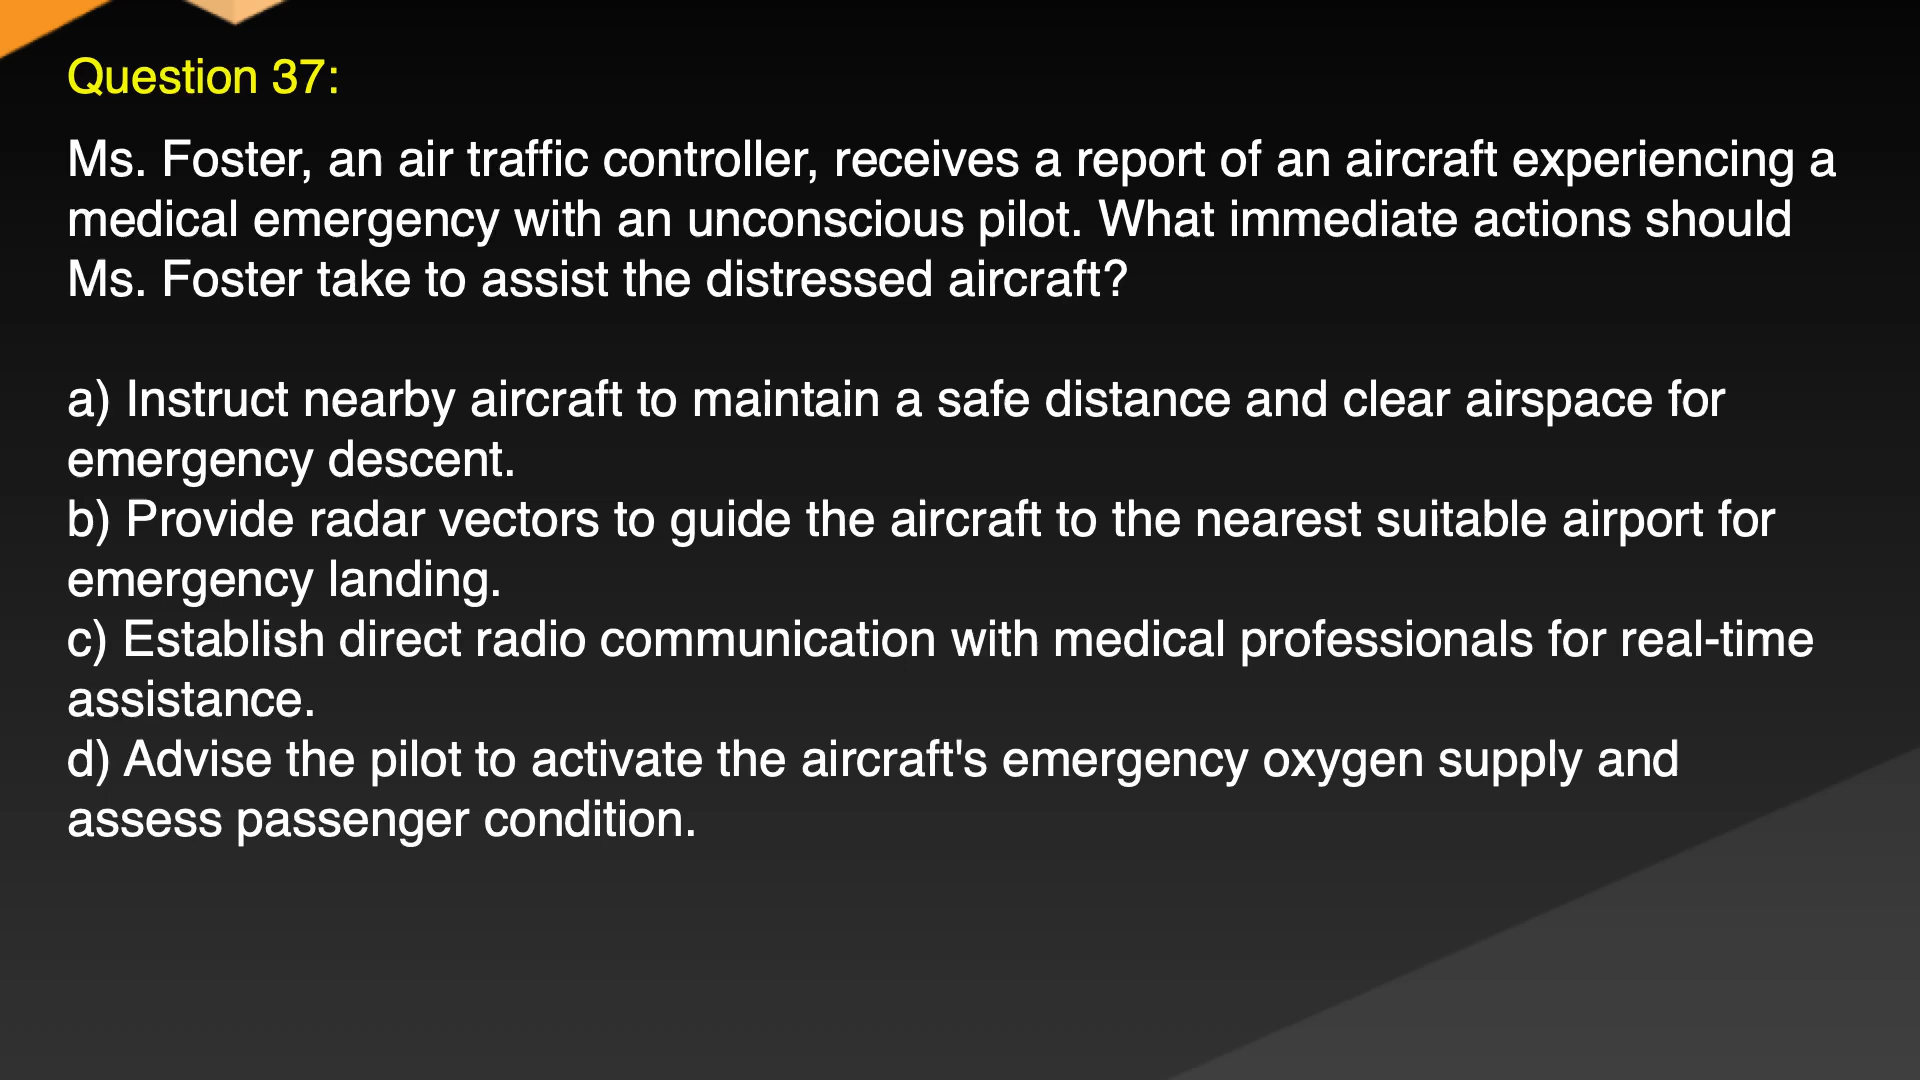 Question 37:
Ms. Foster, an air traffic controller, receives a report of an aircraft experiencing a
medical emergency with an unconscious pilot. What immediate actions should
Ms. Foster take to assist the distressed aircraft?
a) Instruct nearby aircraft to maintain a safe distance and clear airspace for
emergency descent.
b) Provide radar vectors to guide the aircraft to the nearest suitable airport for
emergency landing.
c) Establish direct radio communication with medical professionals for real-time
assistance.
d) Advise the pilot to activate the aircraft's emergency oxygen supply and
assess passenger condition.